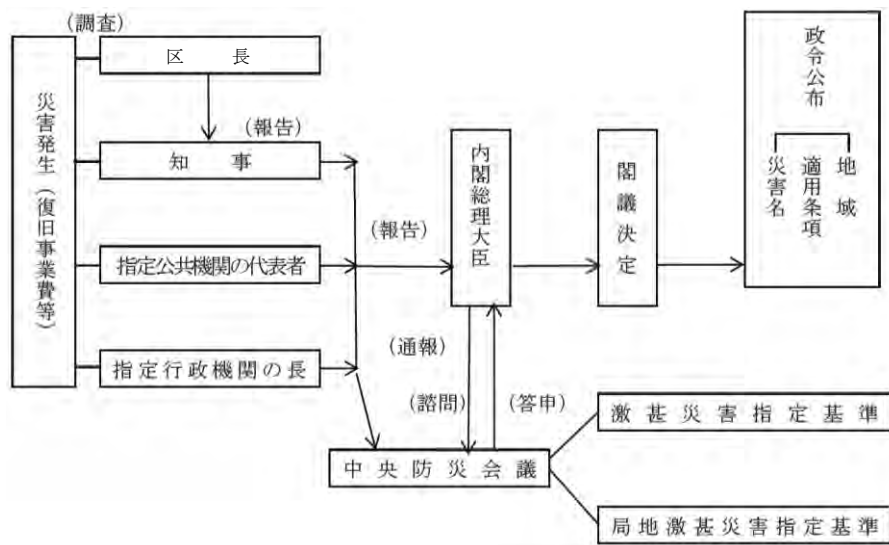 (調査)
災害発生(復旧事業費等)
区 長
(報告)
知 事
指定公共機関の代表者
指定行政機関の長
(報告)
(通報)
内閣総理大臣
(諮問)
(答申)
中央防災会議
激甚災害指定基準
局地激甚災害指定基準
閣議決定
政令公布
災害名
適用条項
地 域